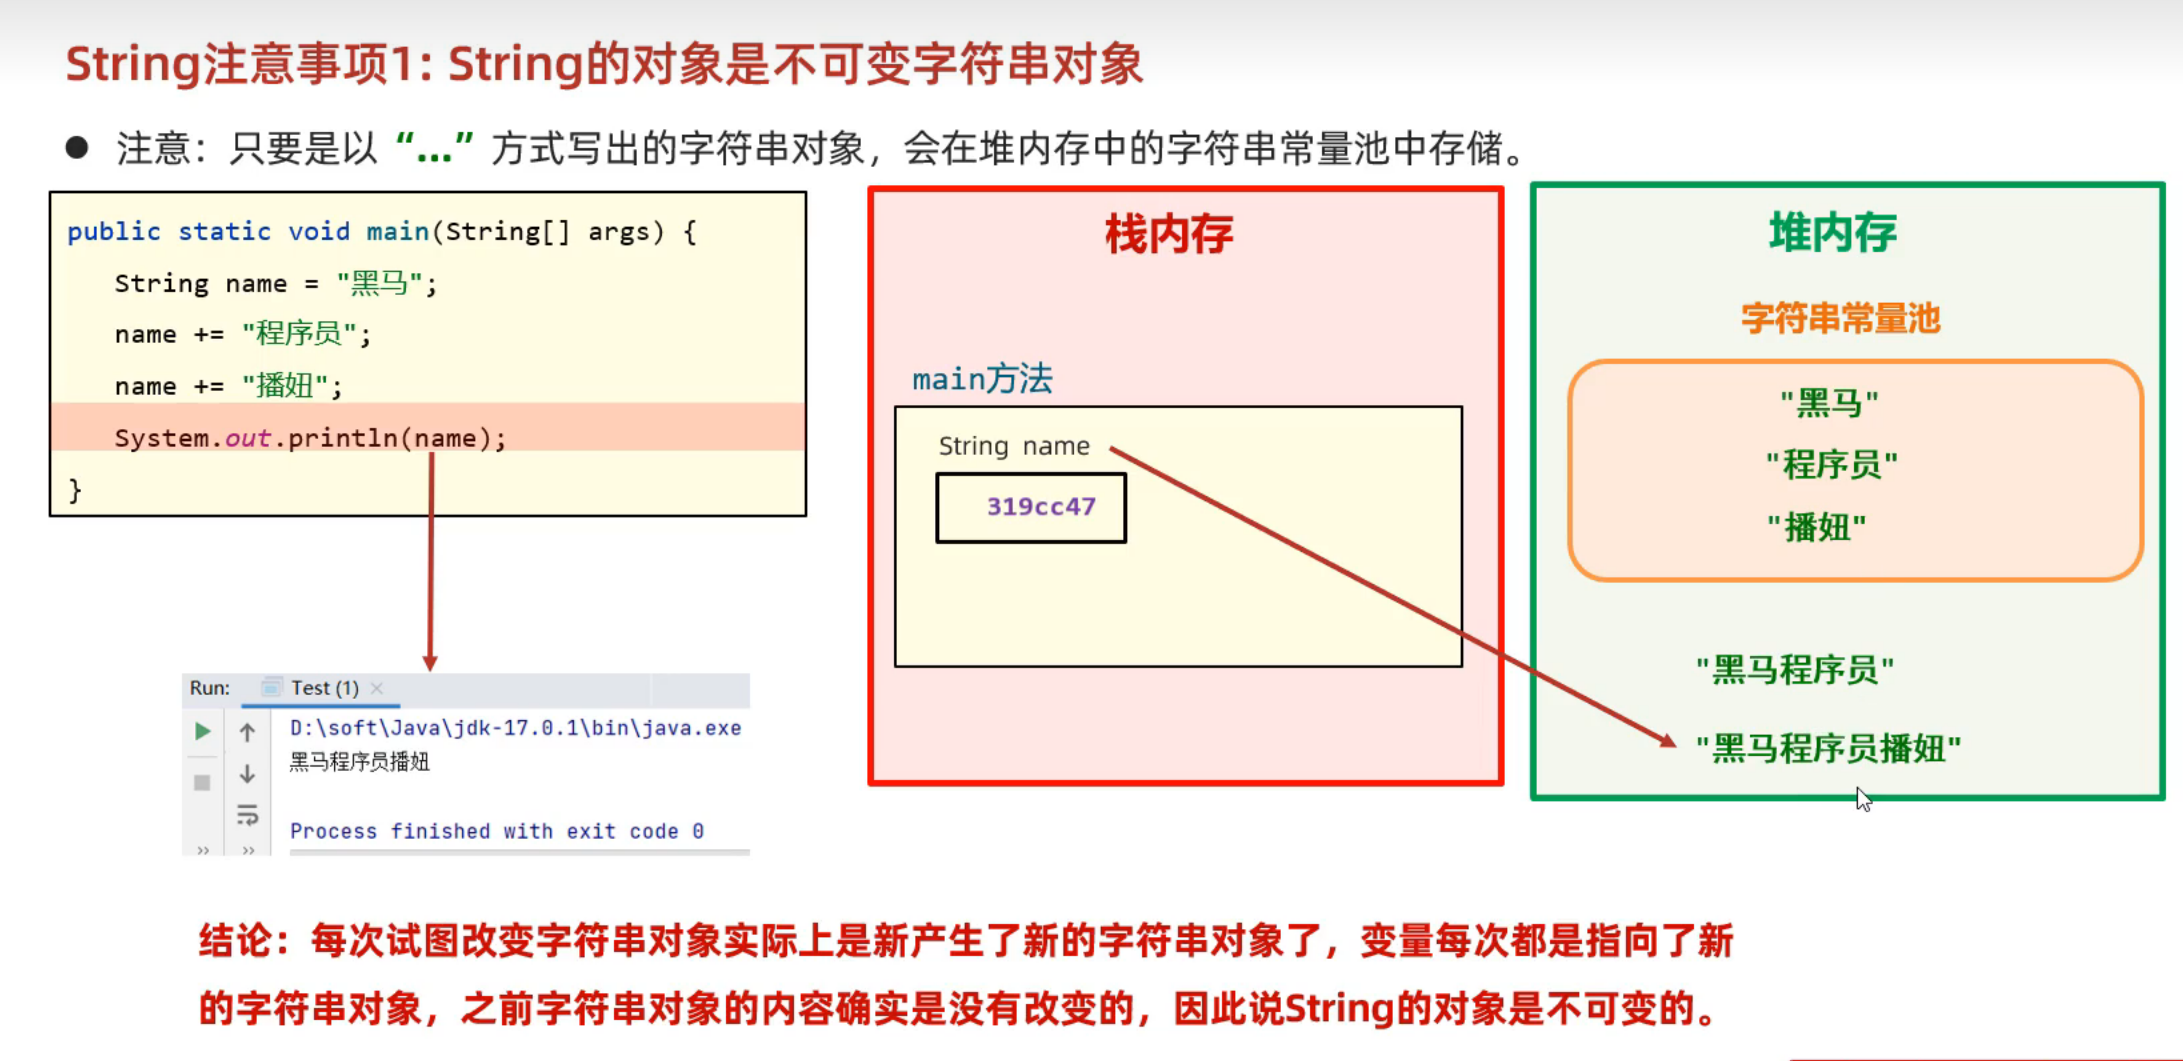 String注意事项1: String的对象是不可变字符串对象
● 注意：只要是以 “...” 方式写出的字符串对象，会在堆内存中的字符串常量池中存储。
public static void main(String[] args) {
String name = "黑马";
name += "程序员";
name += "播妞";
System.out.println(name);
}
Run: Test (1) ×
D:\soft\Java\jdk-17.0.1\bin\java.exe
黑马程序员播妞
Process finished with exit code 0
栈内存
main方法
String name
319cc47
堆内存
字符串常量池
"黑马"
"程序员"
"播妞"
"黑马程序员"
"黑马程序员播妞"
结论：每次试图改变字符串对象实际上是新产生了新的字符串对象了，变量每次都是指向了新
的字符串对象，之前字符串对象的内容确实是没有改变的，因此说String的对象是不可变的。